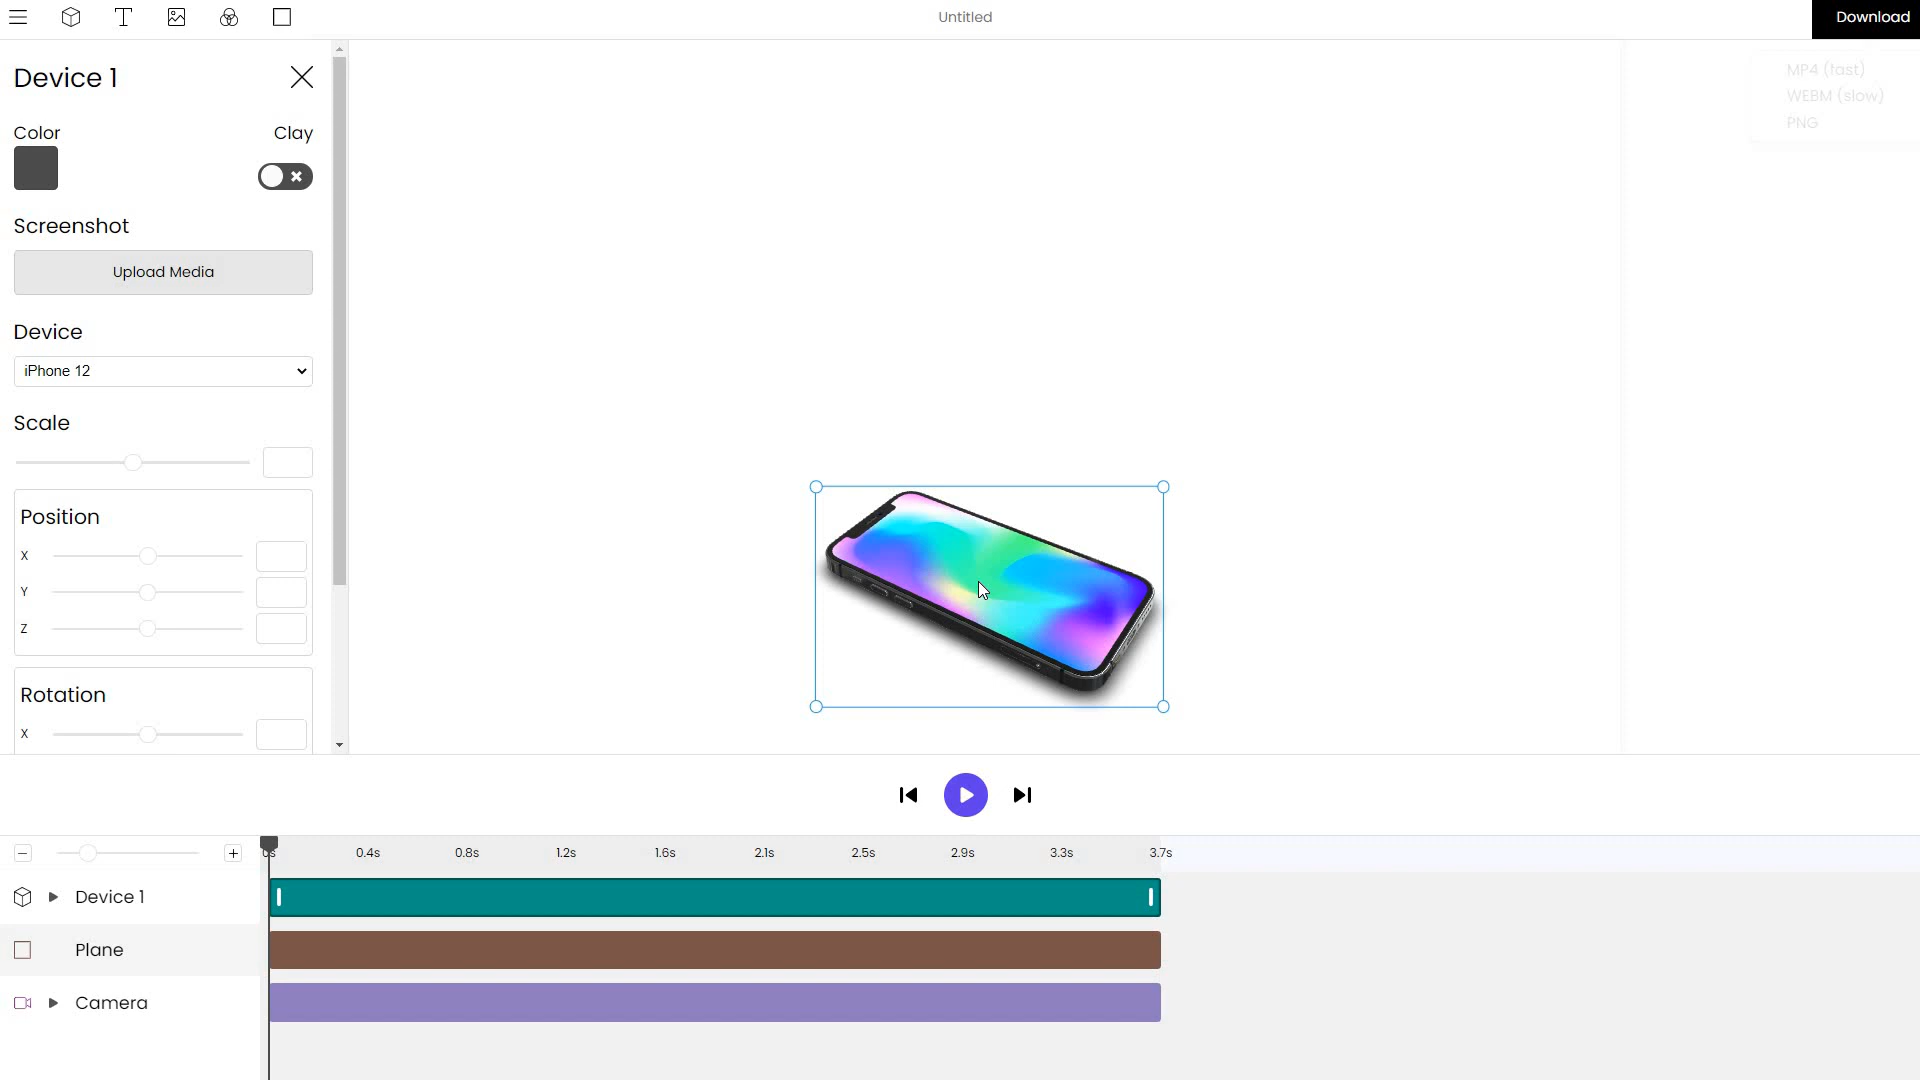 Untitled
Download
MP4 (fast)
WEBM (slow)
PNG
Device 1
Color
Clay
Screenshot
Upload Media
Device
iPhone 12
Scale
Position
X
Y
Z
Rotation
X
0s 0.4s 0.8s 1.2s 1.6s 2.1s 2.5s 2.9s 3.3s 3.7s
Device 1
Plane
Camera